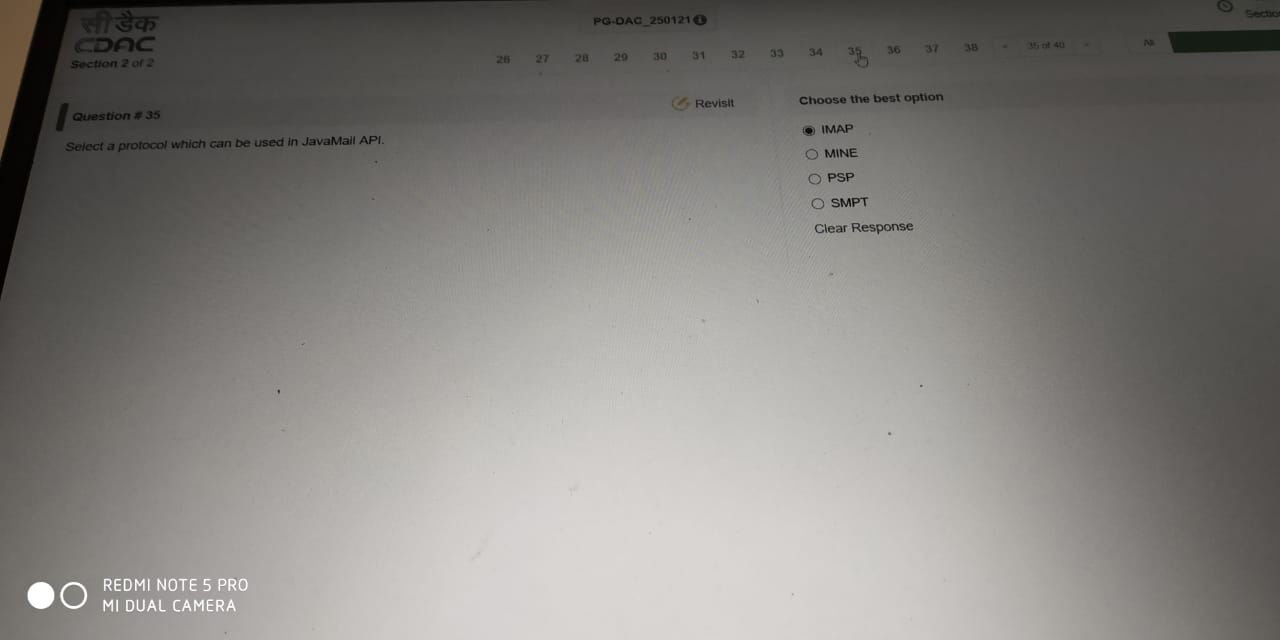 सी डैक
CDAC
Section 2 of 2
PG-DAC_250121
26 27 28 29 30 31 32 33 34 35 36 37 38 35 of 40 All
Question # 35
Revisit
Select a protocol which can be used in JavaMail API.
Choose the best option
IMAP
MINE
PSP
SMPT
Clear Response
REDMI NOTE 5 PRO
MI DUAL CAMERA